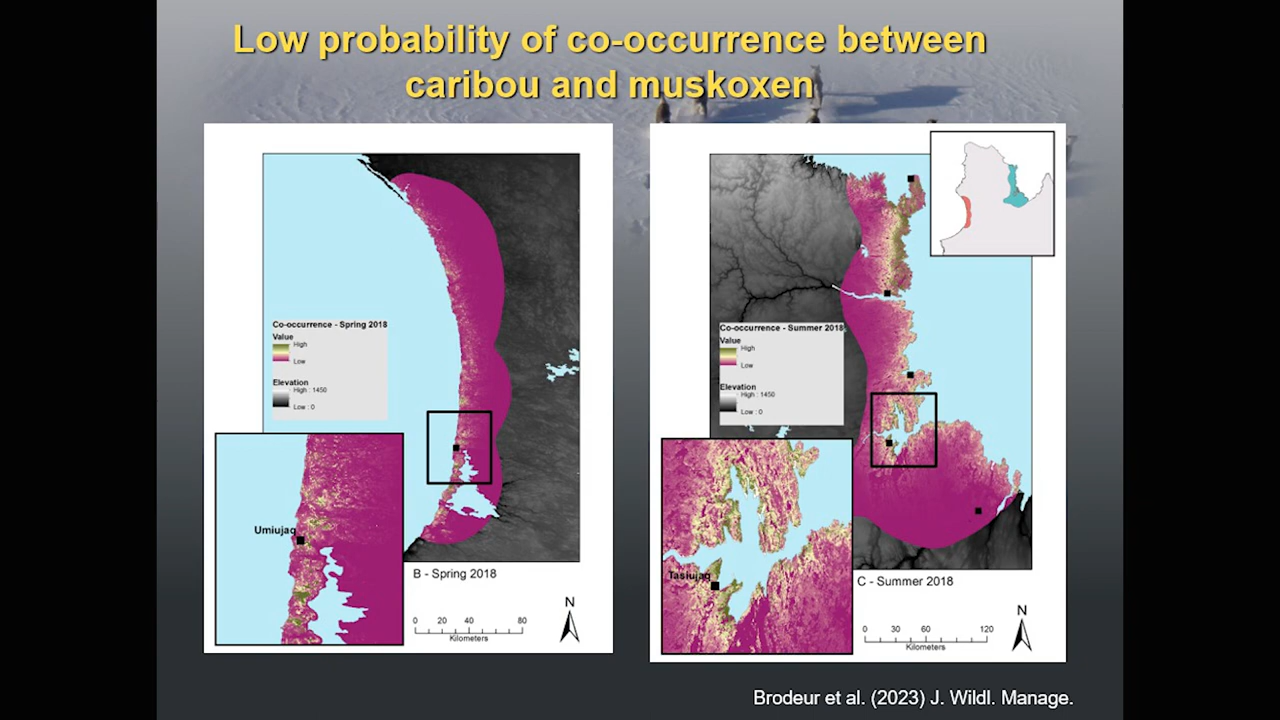 Low probability of co-occurrence between
caribou and muskoxen
Co-occurrence - Spring 2018
Value
High
Low
Elevation
High : 1450
Low : 0
Umiujaq
B - Spring 2018
0 20 40 80
Kilometers
N
Co-occurrence - Summer 2018
Value
High
Low
Elevation
High : 1450
Low : 0
Tasiujaq
C - Summer 2018
0 30 60 120
Kilometers
N
Brodeur et al. (2023) J. Wildl. Manage.